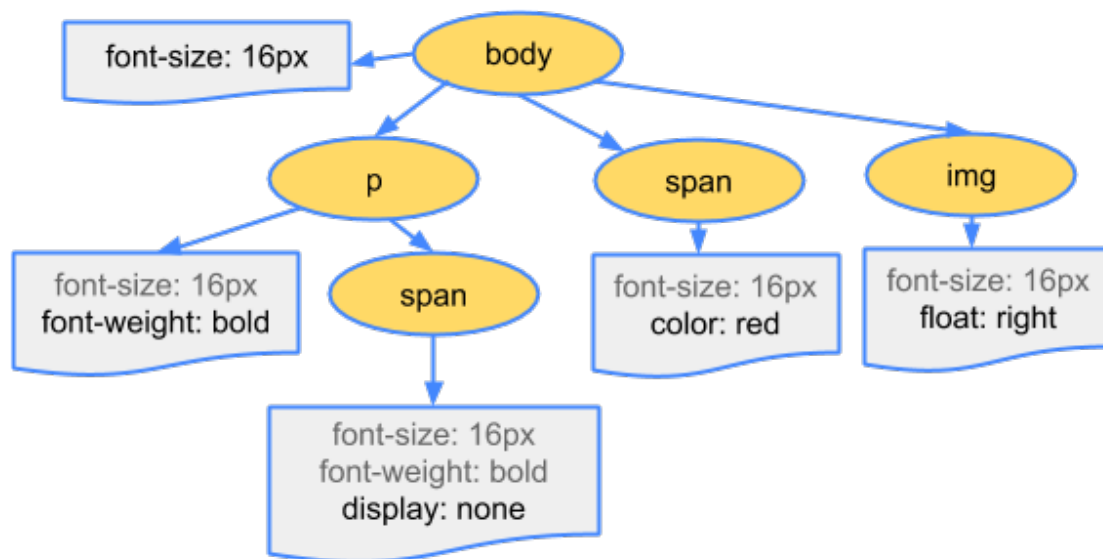 font-size: 16px
body
p
span
img
font-size: 16px
font-weight: bold
span
font-size: 16px
color: red
font-size: 16px
float: right
font-size: 16px
font-weight: bold
display: none